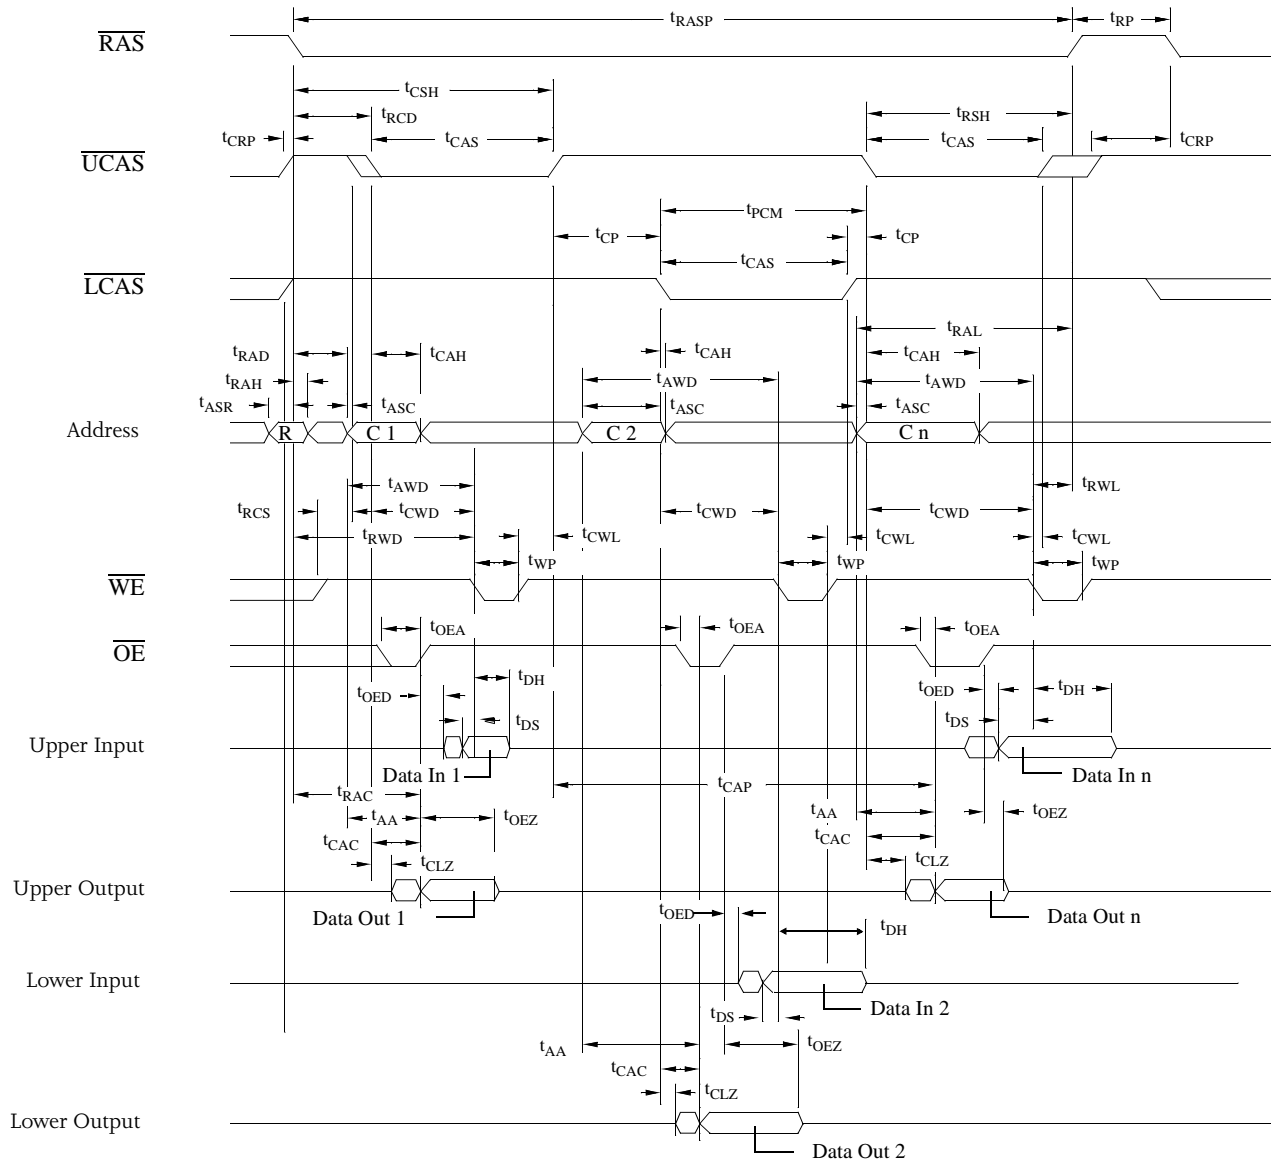 tRASP
tRP
RAS
tCSH
tRCD
tRSH
tCRP
tCAS
tCAS
tCRP
UCAS
tPCM
tCP
tCP
tCAS
LCAS
tRAL
tRAD
tCAH
tCAH
tCAH
tRAH
tAWD
tAWD
tASR
tASC
tASC
tASC
Address
R
C 1
C 2
C n
tAWD
tRWL
tRCS
tCWD
tCWD
tCWD
tRWD
tCWL
tCWL
tCWL
tWP
tWP
tWP
WE
tOEA
tOEA
tOEA
OE
tDH
tOED
tOED
tDH
tDS
tDS
Upper Input
Data In 1
Data In n
tRAC
tCAP
tAA
tOEZ
tAA
tOEZ
tCAC
tCAC
tCLZ
tCLZ
Upper Output
Data Out 1
tOED
Data Out n
tDH
Lower Input
Data In 2
tDS
tAA
tOEZ
tCAC
tCLZ
Lower Output
Data Out 2